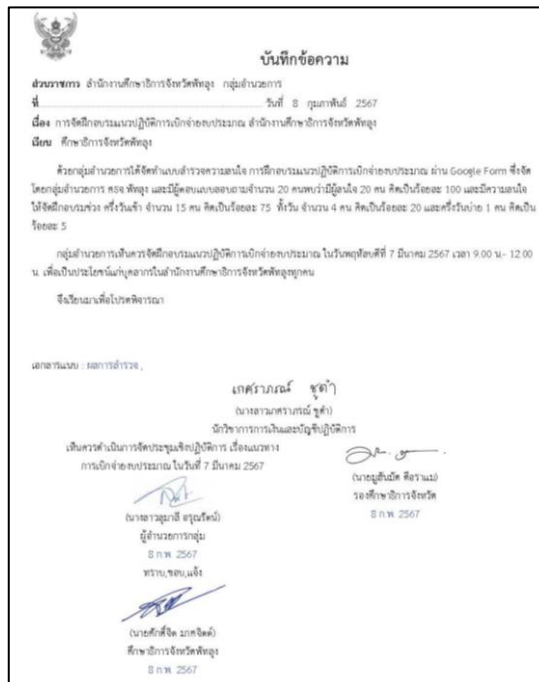 บันทึกข้อความ
ส่วนราชการ สำนักงานศึกษาธิการจังหวัดพัทลุง กลุ่มอำนวยการ
ที่ วันที่ 8 กุมภาพันธ์ 2567
เรื่อง การจัดฝึกอบรมแนวปฏิบัติการเบิกจ่ายงบประมาณ สำนักงานศึกษาธิการจังหวัดพัทลุง
เรียน ศึกษาธิการจังหวัดพัทลุง
ด้วยกลุ่มอำนวยการได้จัดทำแบบสำรวจความสนใจ การฝึกอบรมแนวปฏิบัติการเบิกจ่ายงบประมาณ ผ่าน Google Form ซึ่งจัด
โดยกลุ่มอำนวยการ ศธจ.พัทลุง และมีผู้ตอบแบบสอบถามจำนวน 20 คนพบว่ามีผู้สนใจ 20 คน คิดเป็นร้อยละ 100 และมีความสนใจ
ให้จัดฝึกอบรมช่วง ครึ่งวันเช้า จำนวน 15 คน คิดเป็นร้อยละ 75 ทั้งวัน จำนวน 4 คน คิดเป็นร้อยละ 20 และครึ่งวันบ่าย 1 คน คิดเป็น
ร้อยละ 5
กลุ่มอำนวยการเห็นควรจัดฝึกอบรมแนวปฏิบัติการเบิกจ่ายงบประมาณ ในวันพฤหัสบดีที่ 7 มีนาคม 2567 เวลา 9.00 น.- 12.00
น. เพื่อเป็นประโยชน์แก่บุคลากรในสำนักงานศึกษาธิการจังหวัดพัทลุงทุกคน
จึงเรียนมาเพื่อโปรดพิจารณา
เอกสารแนบ : ผลการสำรวจ ,
เกศราภรณ์ ชูดำ
(นางสาวเกศราภรณ์ ชูดำ)
นักวิชาการการเงินและบัญชีปฏิบัติการ
เห็นควรดำเนินการจัดประชุมเชิงปฏิบัติการ เรื่องแนวทาง
การเบิกจ่ายงบประมาณ ในวันที่ 7 มีนาคม 2567
(นางสาวสุมาลี อรุณรัตน์)
ผู้อำนวยการกลุ่ม
8 ก.พ. 2567
รองศึกษาธิการจังหวัด
8 ก.พ. 2567
ทราบ,ชอบ,แจ้ง
ศึกษาธิการจังหวัดพัทลุง
8 ก.พ. 2567